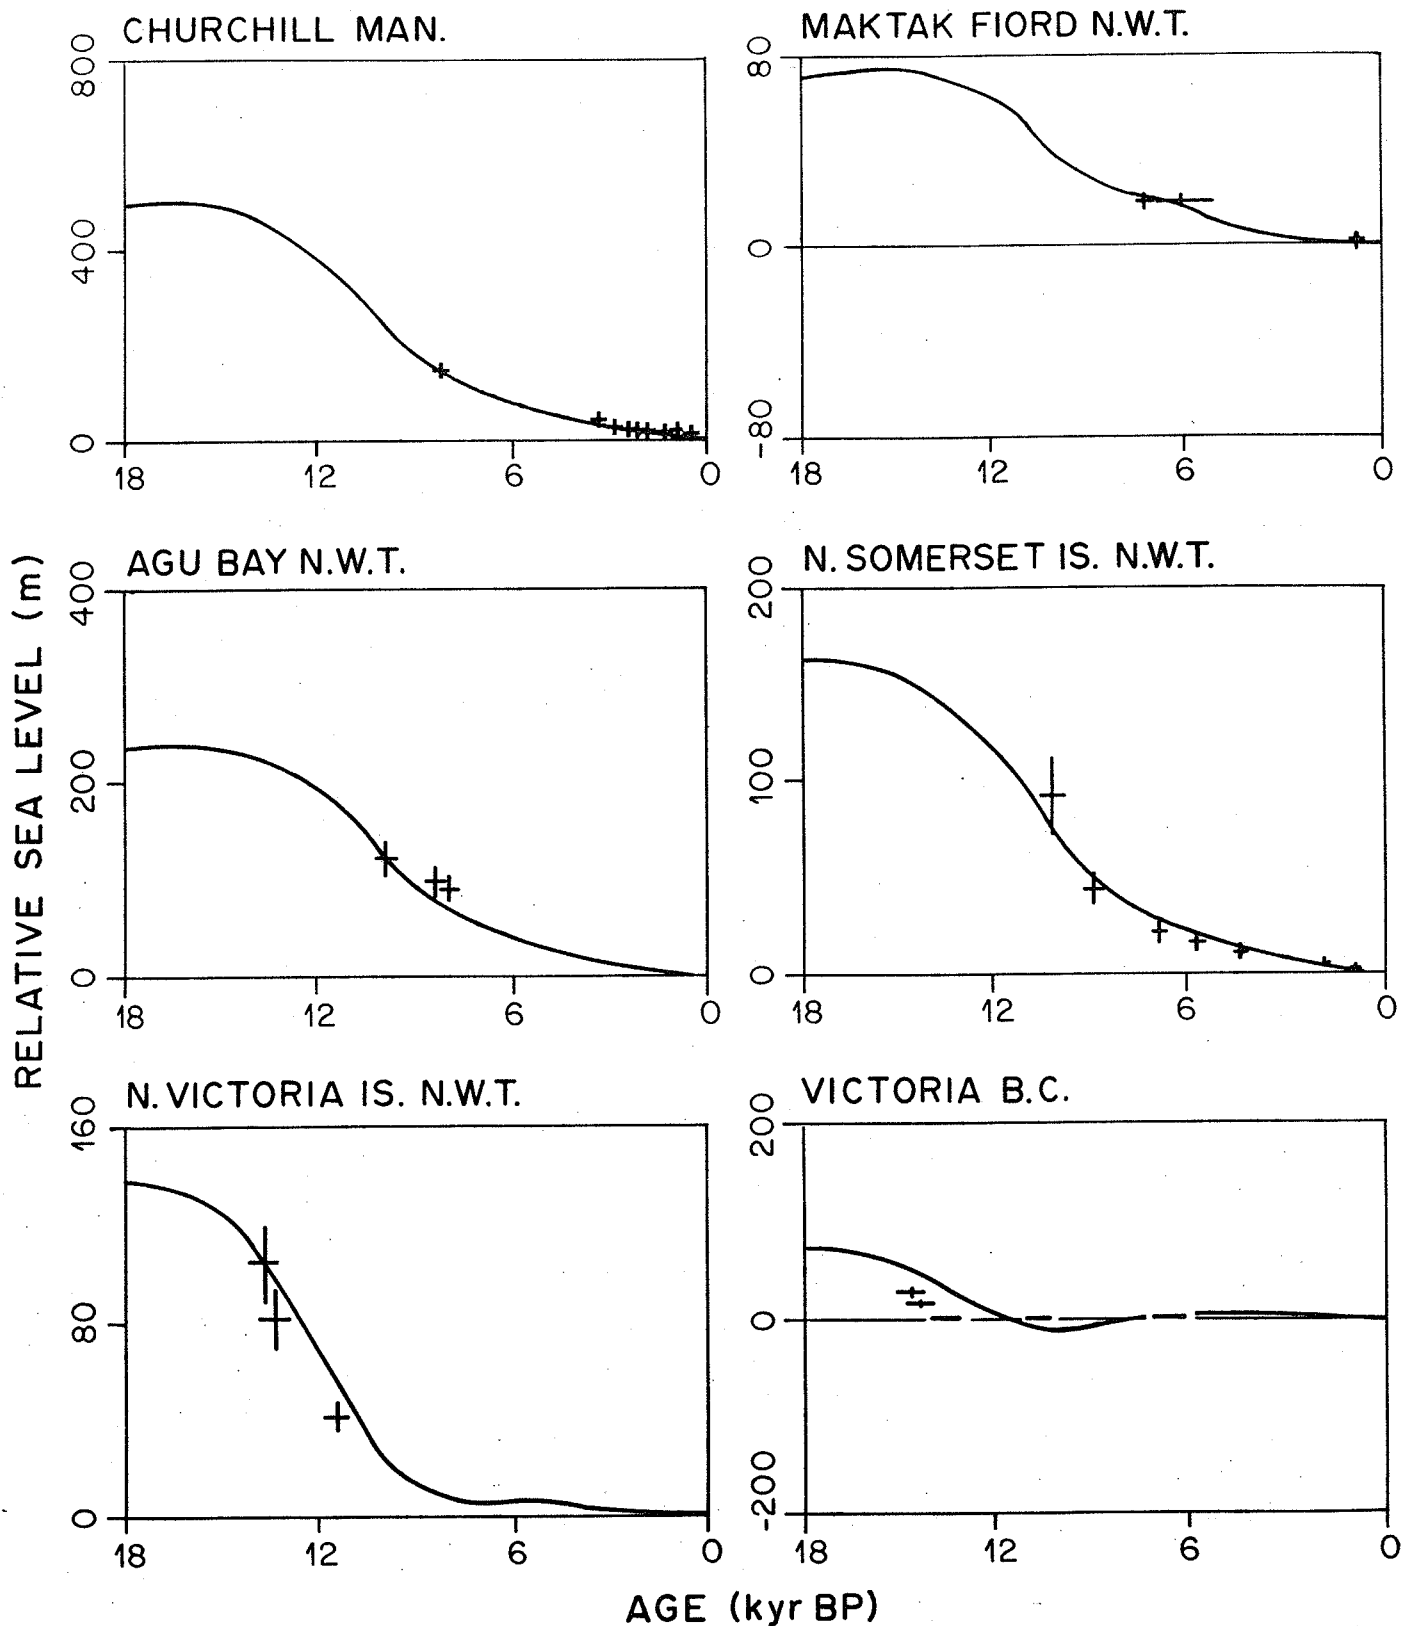 CHURCHILL MAN.
800
400
0
18 12 6 0
MAKTAK FIORD N.W.T.
80
0
-80
18 12 6 0
AGU BAY N.W.T.
400
200
0
18 12 6 0
N. SOMERSET IS. N.W.T.
200
100
0
18 12 6 0
N. VICTORIA IS. N.W.T.
160
80
0
18 12 6 0
VICTORIA B.C.
200
0
-200
18 12 6 0
RELATIVE SEA LEVEL (m)
AGE (kyr BP)